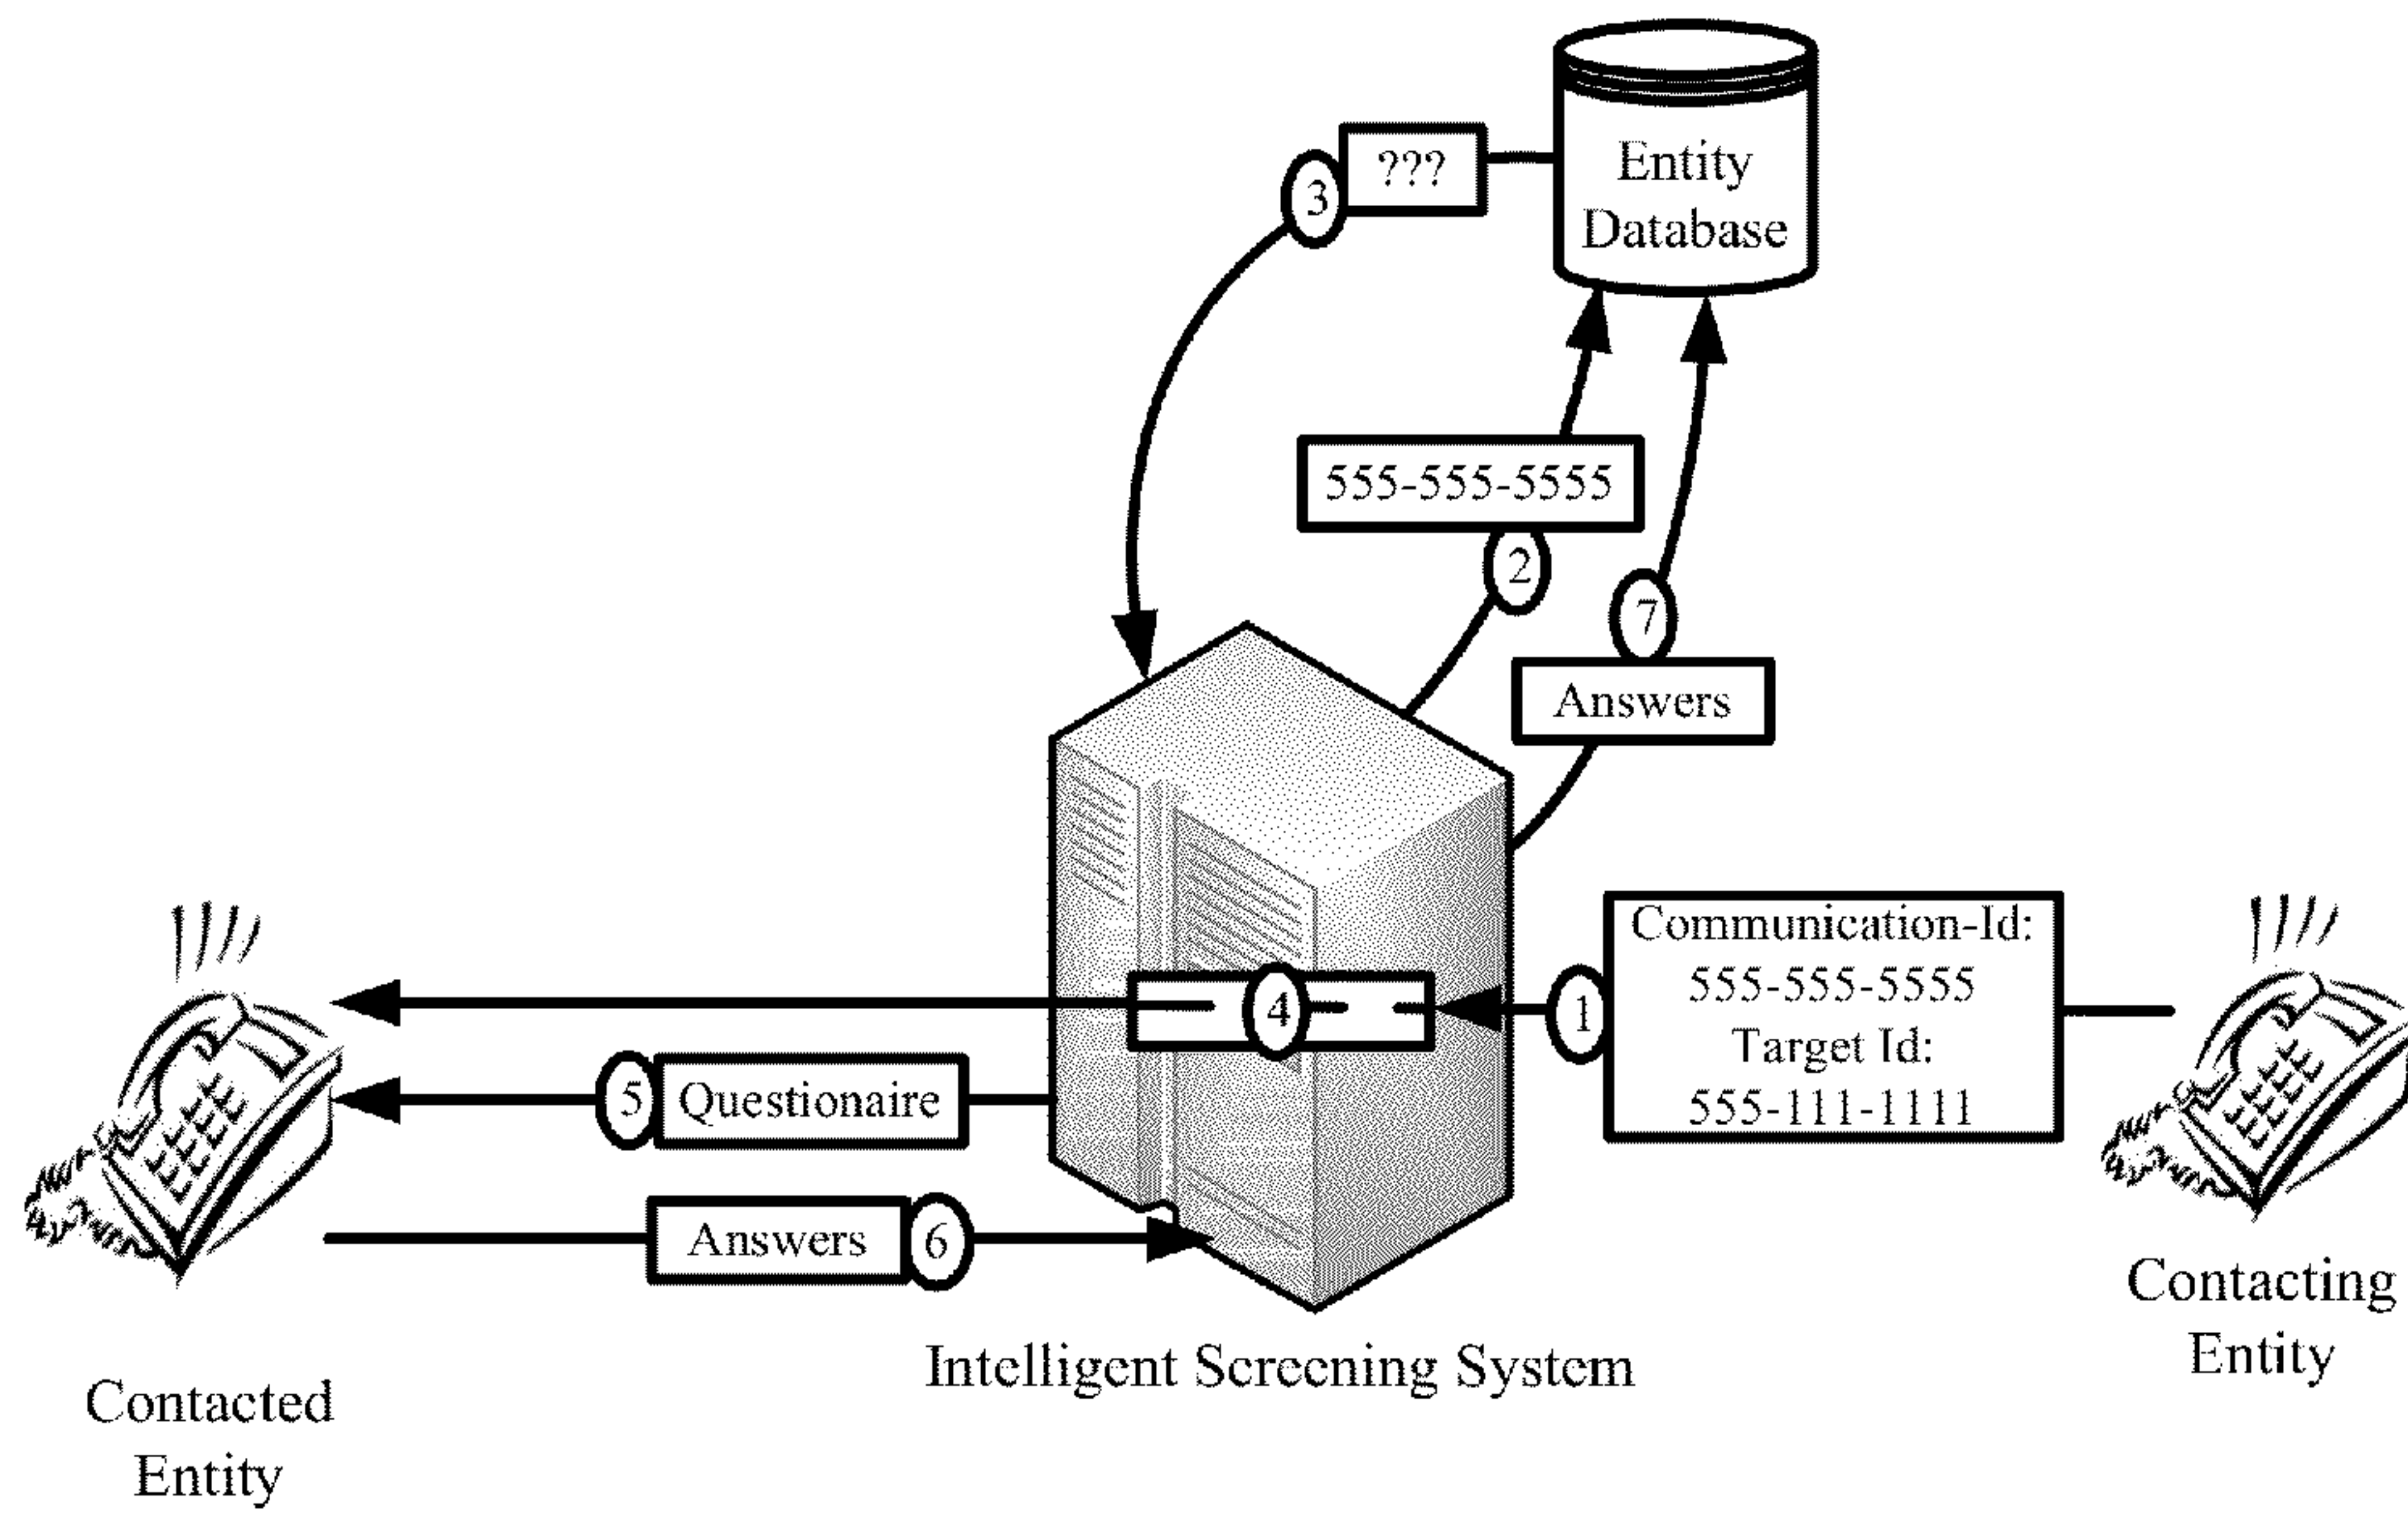 Entity
Database
???
3
555-555-5555
2
7
Answers
Communication-Id:
555-555-5555
Target Id:
555-111-1111
1
4
5
Questionaire
Answers
6
Intelligent Screening System
Contacting
Entity
Contacted
Entity